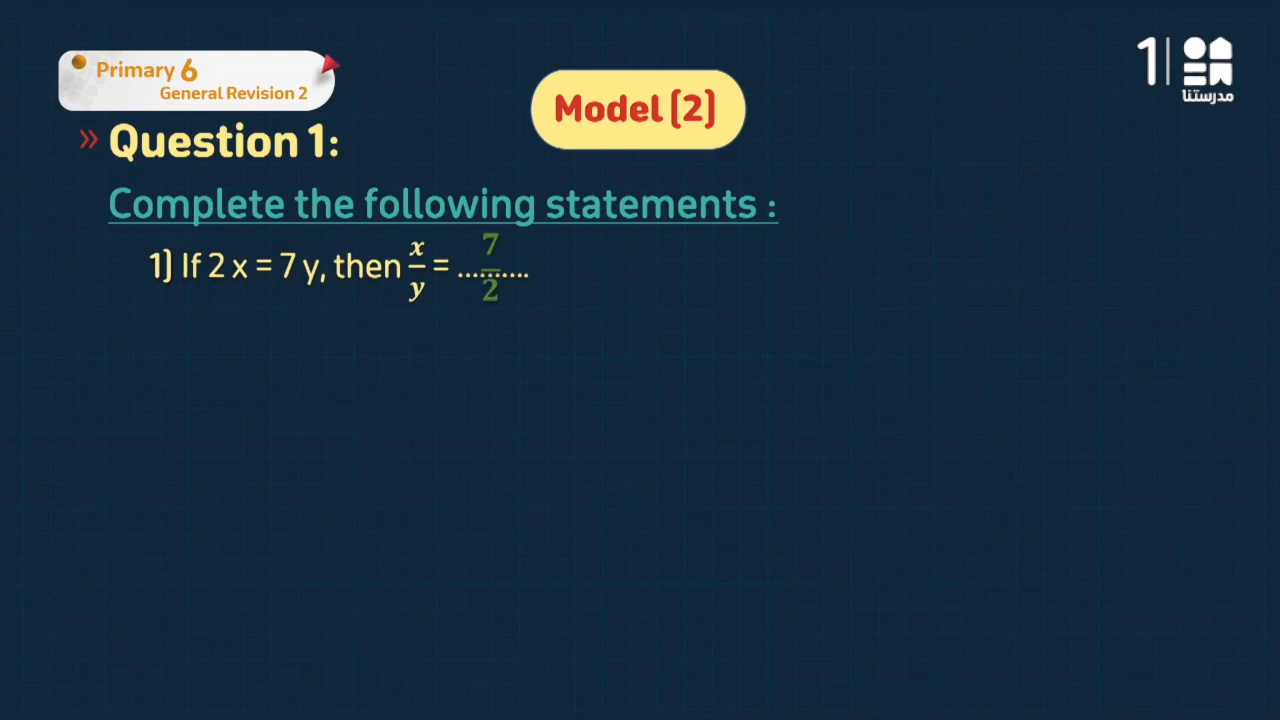 Primary 6
General Revision 2
1
مدرستنا
Model (2)
» Question 1:
Complete the following statements :
1) If 2 x = 7 y, then x/y = .......... 7/2